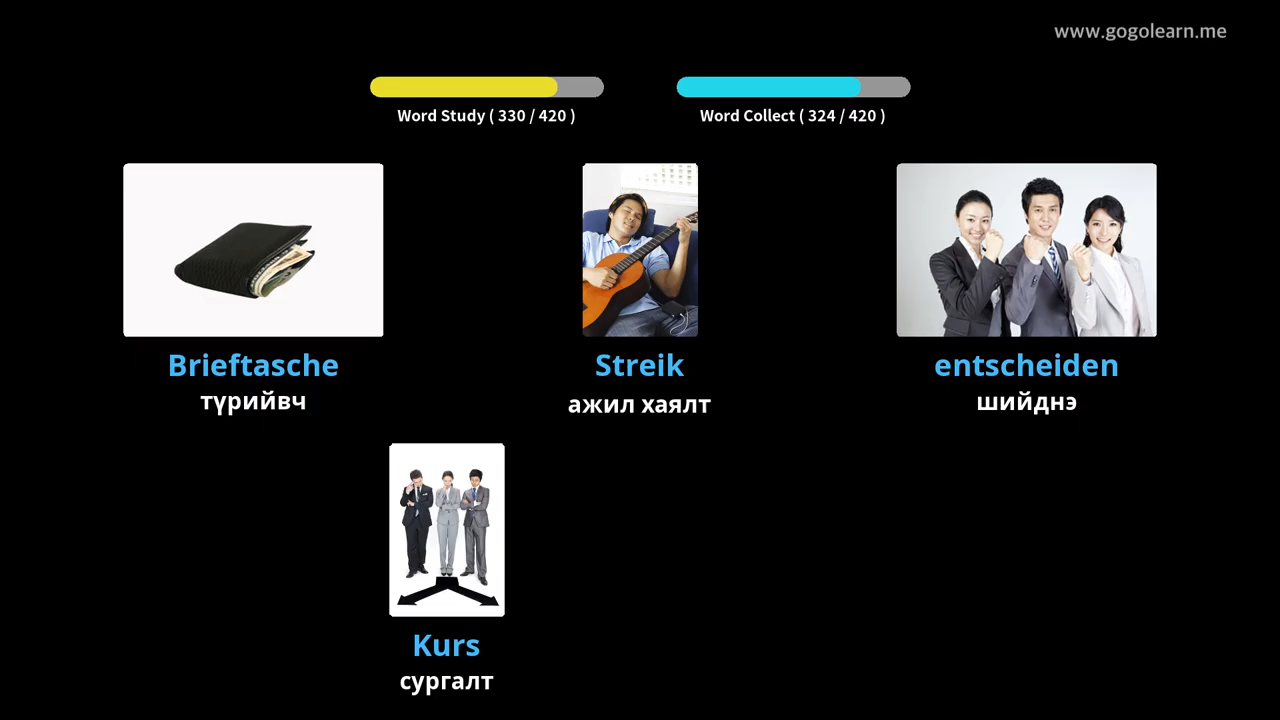 www.gogolearn.me
Word Study ( 330 / 420 )
Word Collect ( 324 / 420 )
Brieftasche
түрийвч
Streik
ажил хаялт
entscheiden
шийднэ
Kurs
сургалт